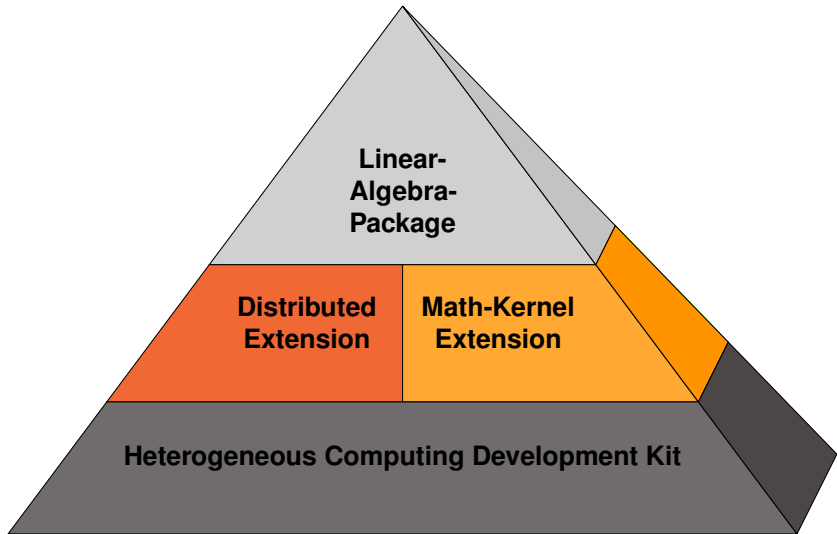 Linear-
Algebra-
Package
Distributed
Extension
Math-Kernel
Extension
Heterogeneous Computing Development Kit